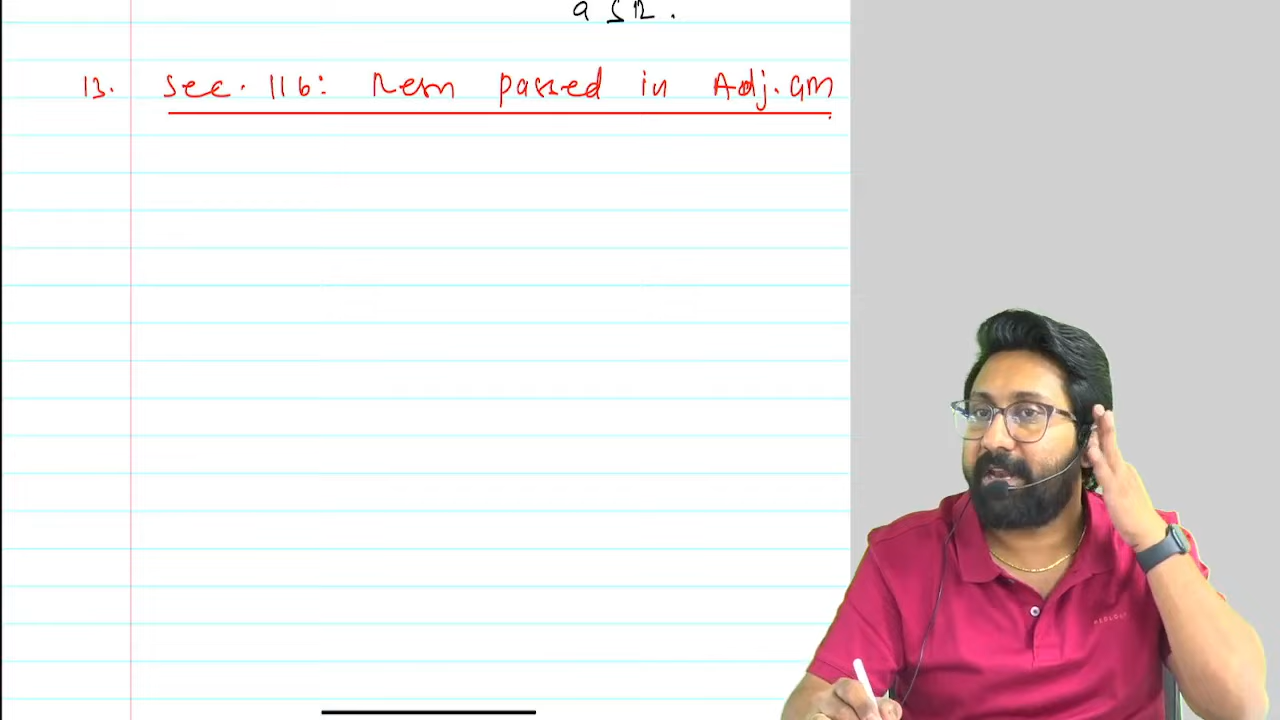 a SR.
13. Sec. 116: Resn passed in Adj. GM